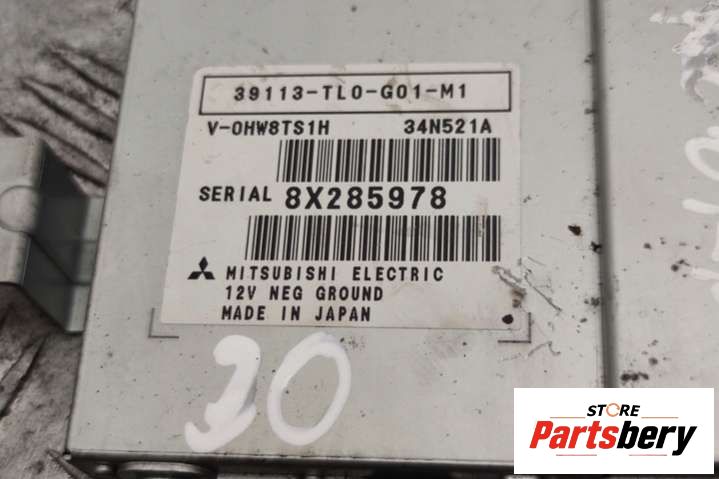 39113-TL0-G01-M1
V-0HW8TS1H 34N521A
SERIAL 8X285978
MITSUBISHI ELECTRIC
12V NEG GROUND
MADE IN JAPAN
30
STORE
Partsbery